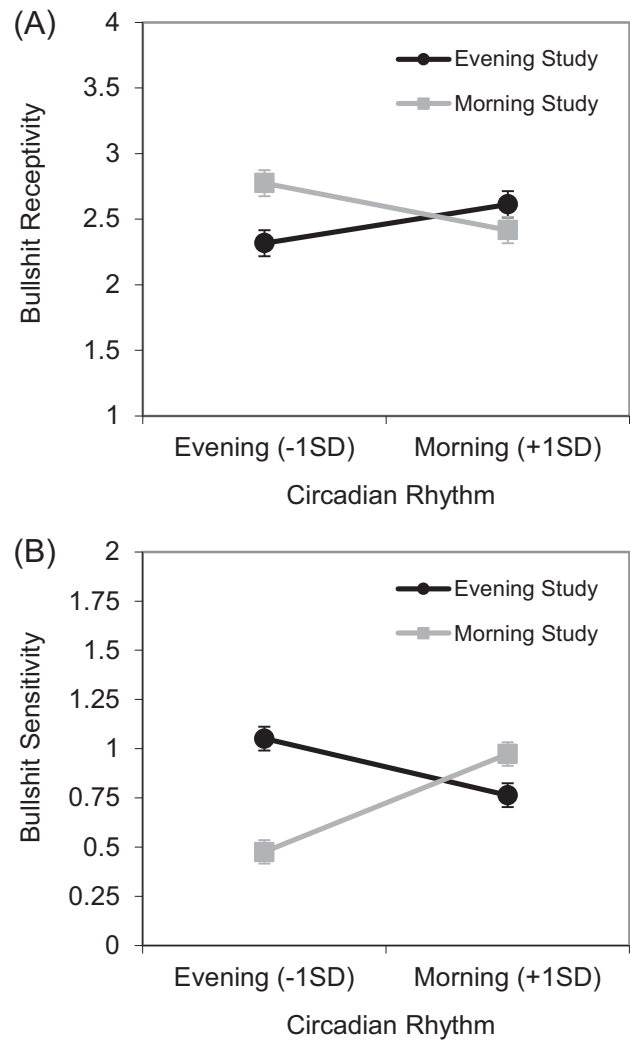 (A)
4
3.5
3
2.5
2
1.5
1
Bullshit Receptivity
Evening Study
Morning Study
Evening (-1SD)
Morning (+1SD)
Circadian Rhythm
(B)
2
1.75
1.5
1.25
1
0.75
0.5
0.25
0
Bullshit Sensitivity
Evening Study
Morning Study
Evening (-1SD)
Morning (+1SD)
Circadian Rhythm